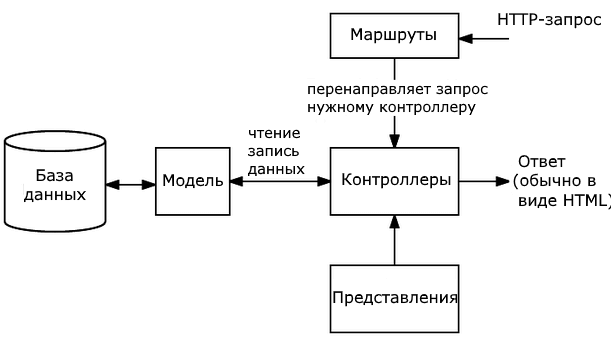 HTTP-запрос
Маршруты
перенаправляет запрос
нужному контроллеру
чтение
запись
данных
База
данных
Модель
Контроллеры
Ответ
(обычно в
виде HTML)
Представления